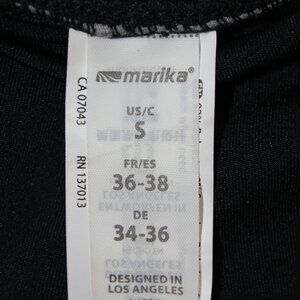 marika®
US/C
S
FR/ES
36-38
DE
34-36
DESIGNED IN
LOS ANGELES
CA 07043
RN 137013